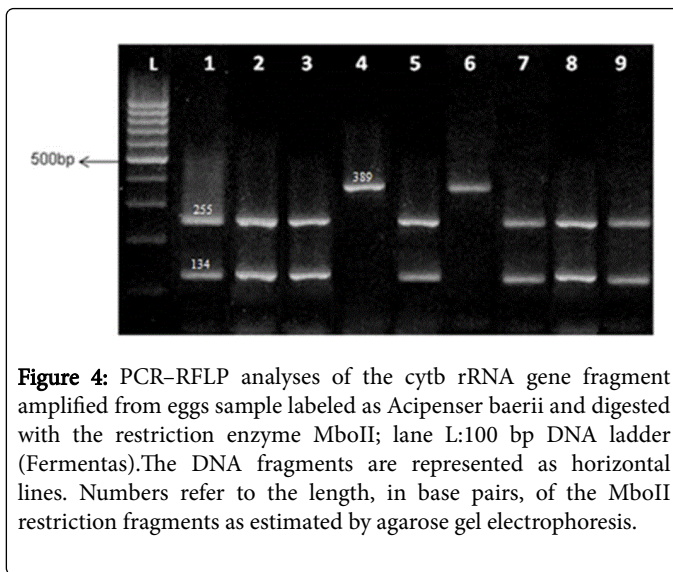 L 1 2 3 4 5 6 7 8 9
500bp
389
255
134
Figure 4: PCR–RFLP analyses of the cytb rRNA gene fragment
amplified from eggs sample labeled as Acipenser baerii and digested
with the restriction enzyme MboII; lane L:100 bp DNA ladder
(Fermentas).The DNA fragments are represented as horizontal
lines. Numbers refer to the length, in base pairs, of the MboII
restriction fragments as estimated by agarose gel electrophoresis.